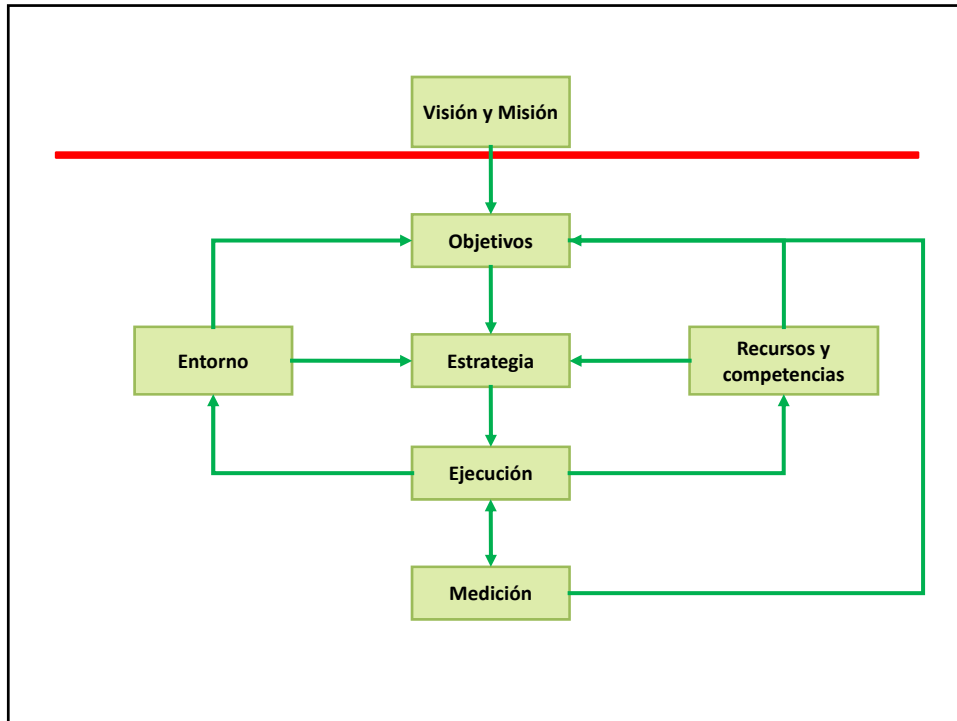 Visión y Misión
Objetivos
Entorno
Estrategia
Recursos y
competencias
Ejecución
Medición